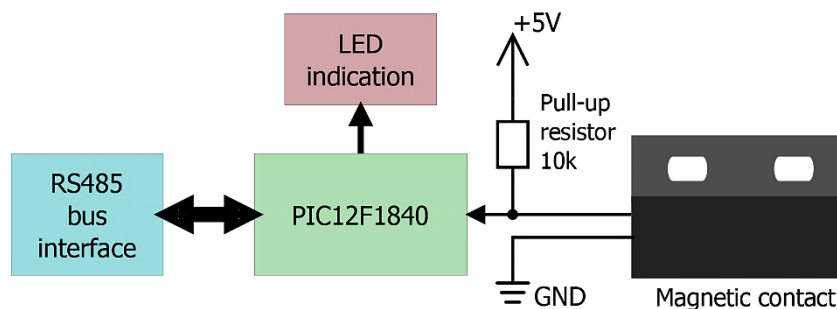 LED
indication
+5V
Pull-up
resistor
10k
RS485
bus
interface
PIC12F1840
GND
Magnetic contact